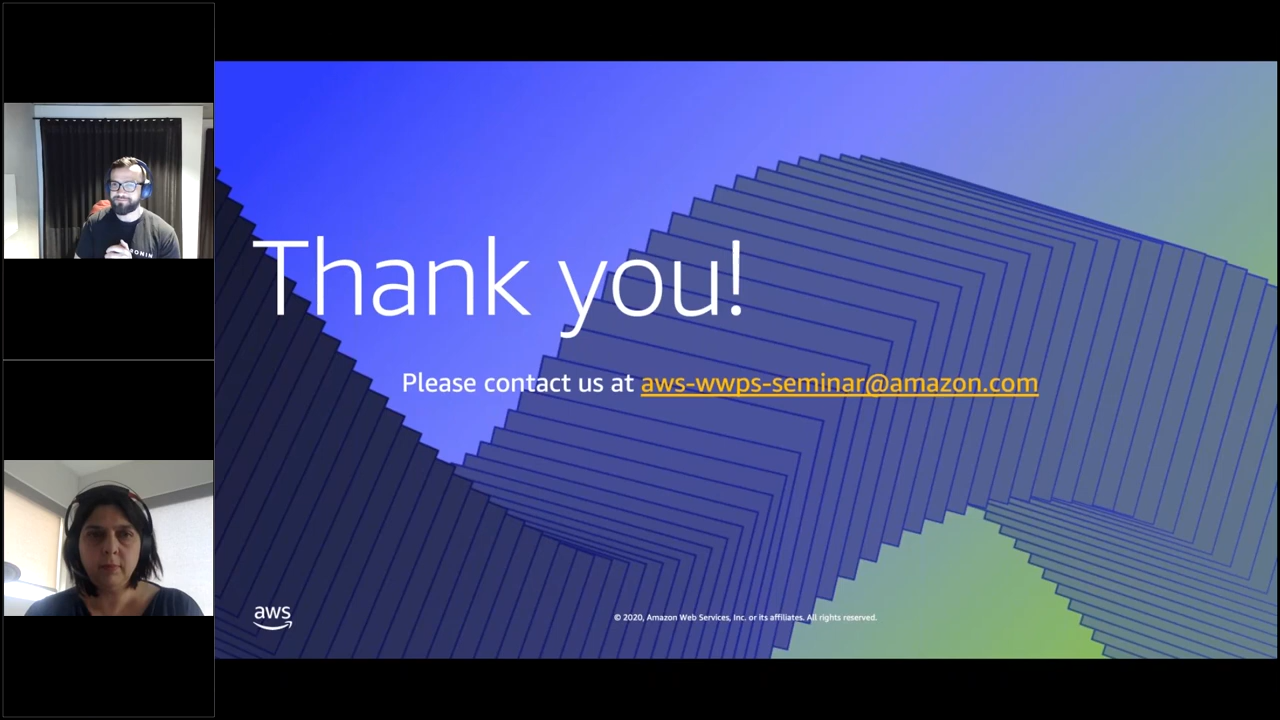 RONIN
Thank you!
Please contact us at aws-wwps-seminar@amazon.com
aws
© 2020, Amazon Web Services, Inc. or its affiliates. All rights reserved.